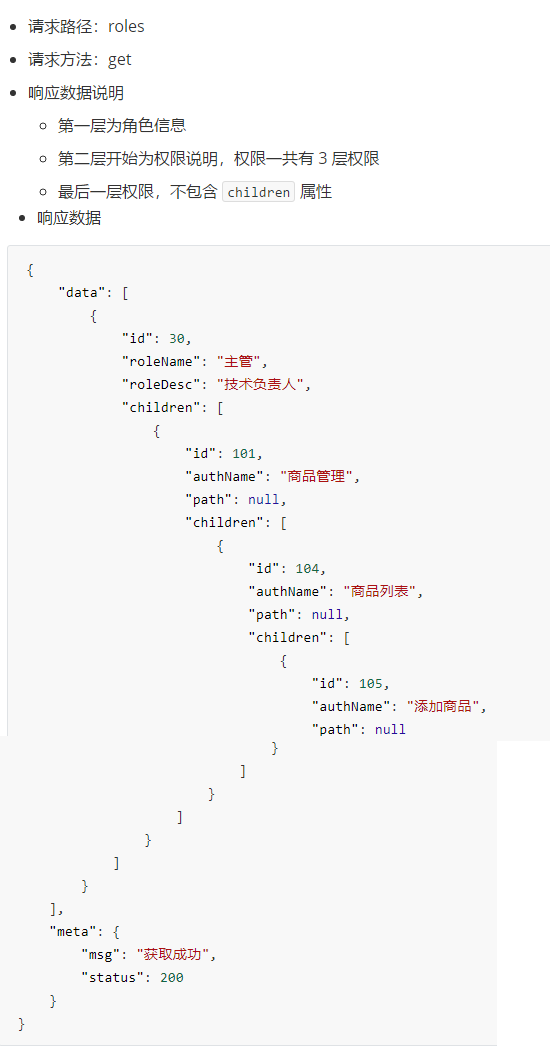 请求路径：roles
请求方法：get
响应数据说明
第一层为角色信息
第二层开始为权限说明，权限一共有 3 层权限
最后一层权限，不包含 children 属性
响应数据
{
"data": [
{
"id": 30,
"roleName": "主管",
"roleDesc": "技术负责人",
"children": [
{
"id": 101,
"authName": "商品管理",
"path": null,
"children": [
{
"id": 104,
"authName": "商品列表",
"path": null,
"children": [
{
"id": 105,
"authName": "添加商品",
"path": null
}
]
}
]
}
]
}
],
"meta": {
"msg": "获取成功",
"status": 200
}
}